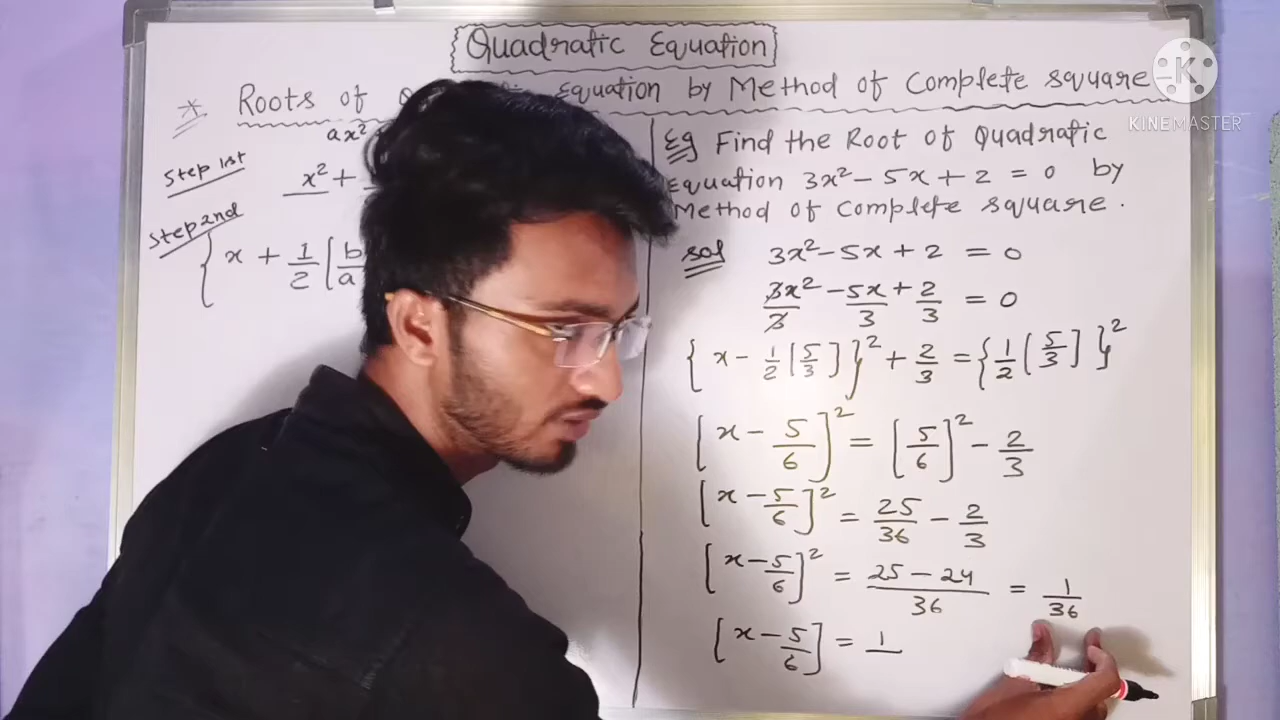 Quadratic Equation
* Roots of Equation by Method of Complete square
ax²
Step 1st
x² +
Step 2nd
{ x + 1/2 [ b/a
Eg Find the Root of Quadratic
Equation 3x² - 5x + 2 = 0 by
Method of Complete square.
Sol 3x² - 5x + 2 = 0
3x²/3 - 5x/3 + 2/3 = 0
{ x - 1/2 [5/3] }² + 2/3 = { 1/2 [5/3] }²
[ x - 5/6 ]² = [ 5/6 ]² - 2/3
[ x - 5/6 ]² = 25/36 - 2/3
[ x - 5/6 ]² = 25 - 24/36 = 1/36
[ x - 5/6 ] = 1
K
KINEMASTER